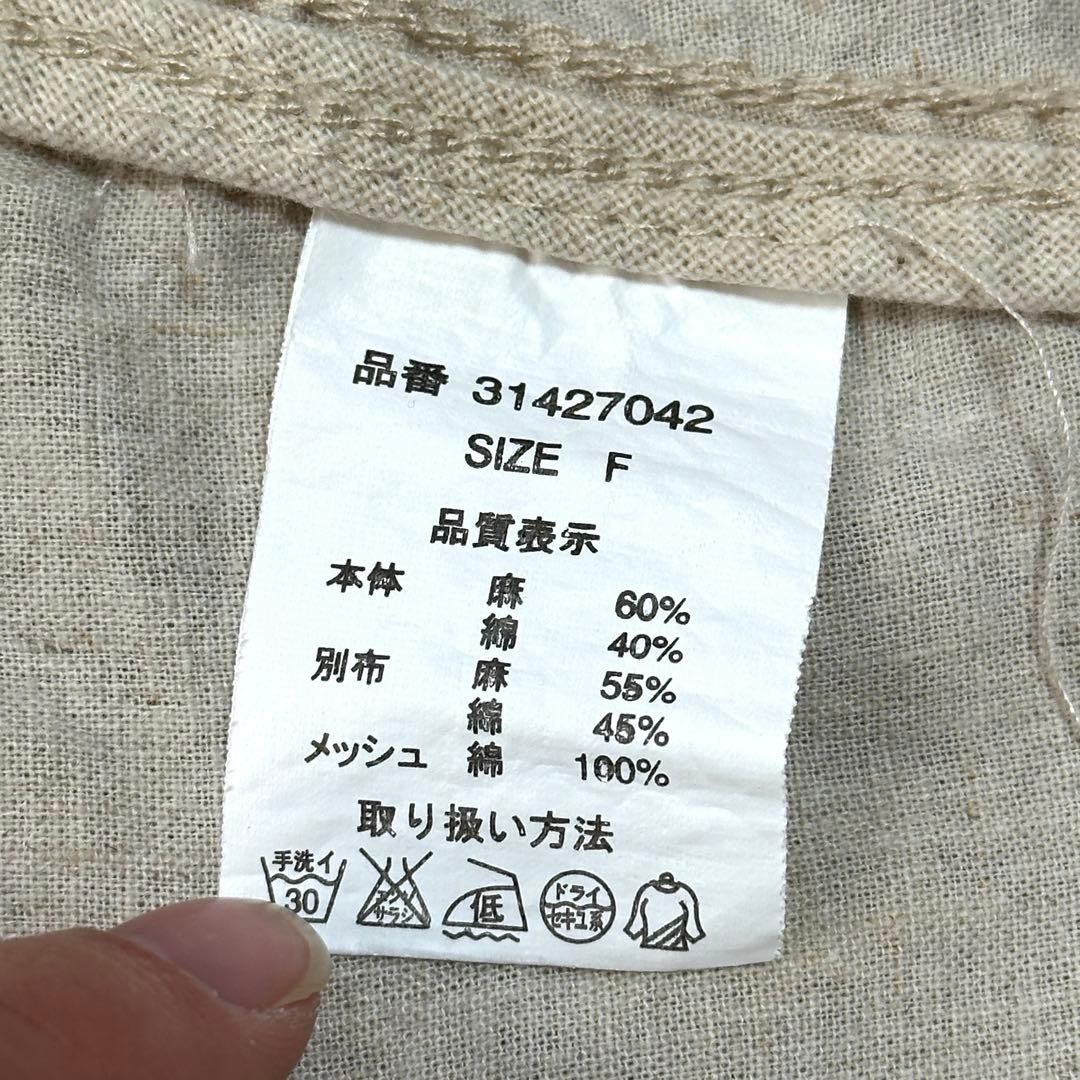 品番 31427042
SIZE F
品質表示
本体 麻 60%
綿 40%
別布 麻 55%
綿 45%
メッシュ 綿 100%
取り扱い方法
手洗イ
30
エンソ
サラシ
低
ドライ
セキユ系